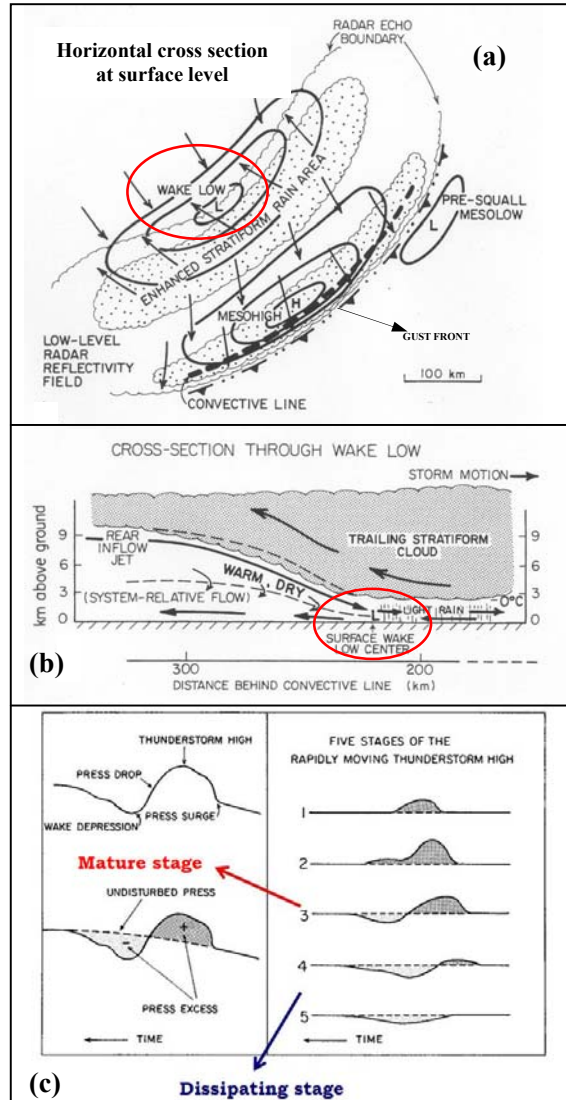 RADAR ECHO
BOUNDARY
Horizontal cross section
at surface level
(a)
WAKE LOW
L
ENHANCED STRATIFORM RAIN AREA
PRE-SQUALL
MESOLOW
L
MESOHIGH
H
GUST FRONT
LOW-LEVEL
RADAR
REFLECTIVITY
FIELD
100 km
CONVECTIVE LINE
CROSS-SECTION THROUGH WAKE LOW
STORM MOTION
km above ground
9
6
3
0
REAR
INFLOW
JET
TRAILING STRATIFORM
CLOUD
WARM, DRY
(SYSTEM-RELATIVE FLOW)
L
LIGHT RAIN
0°C
9
6
3
0
SURFACE WAKE
LOW CENTER
(b)
300
200
DISTANCE BEHIND CONVECTIVE LINE (km)
THUNDERSTORM HIGH
PRESS DROP
WAKE DEPRESSION
PRESS SURGE
FIVE STAGES OF THE
RAPIDLY MOVING THUNDERSTORM HIGH
1
2
3
4
5
Mature stage
UNDISTURBED PRESS
-
+
PRESS EXCESS
TIME
TIME
(c)
Dissipating stage